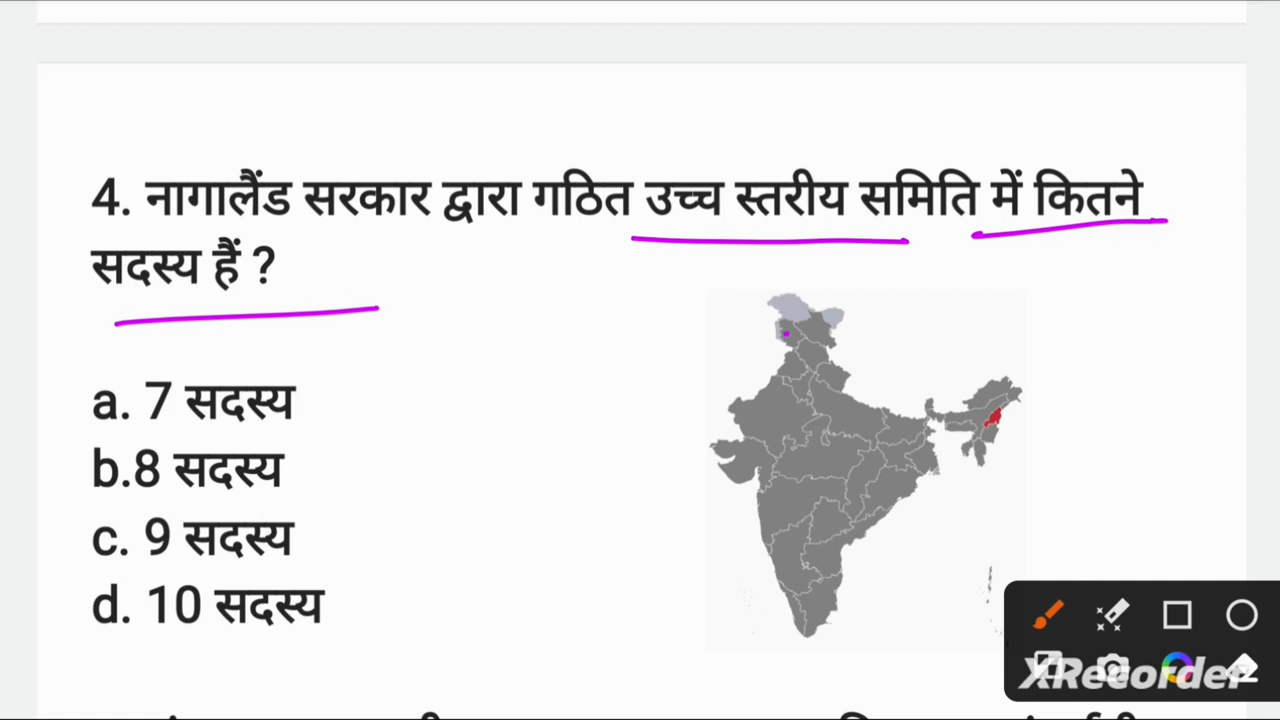 4. नागालैंड सरकार द्वारा गठित उच्च स्तरीय समिति में कितने
सदस्य हैं ?
a. 7 सदस्य
b.8 सदस्य
c. 9 सदस्य
d. 10 सदस्य
XRecorder